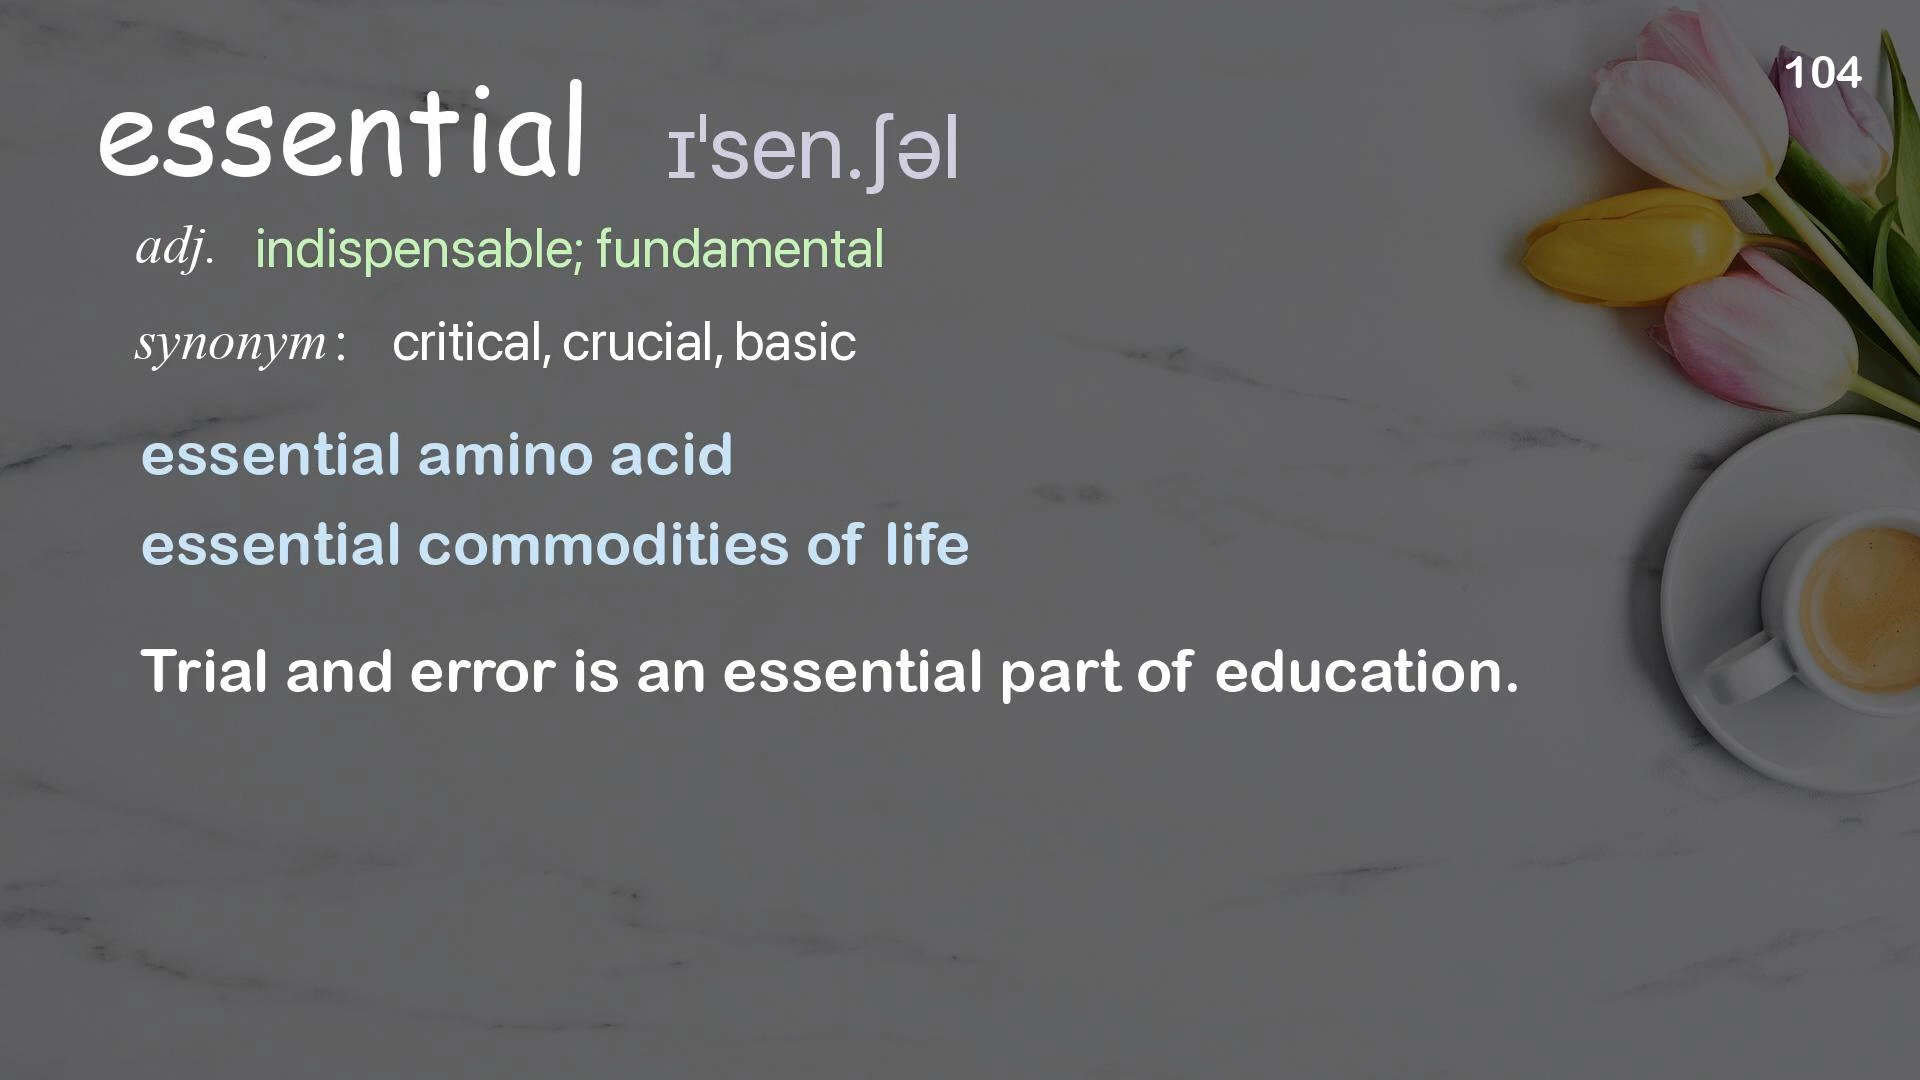 104
essential ɪˈsen.ʃəl
adj. indispensable; fundamental
synonym: critical, crucial, basic
essential amino acid
essential commodities of life
Trial and error is an essential part of education.